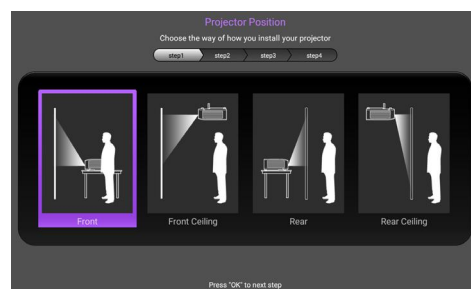 Projector Position
Choose the way of how you install your projector
step1 step2 step3 step4
Front Front Ceiling Rear Rear Ceiling
Press "OK" to next step